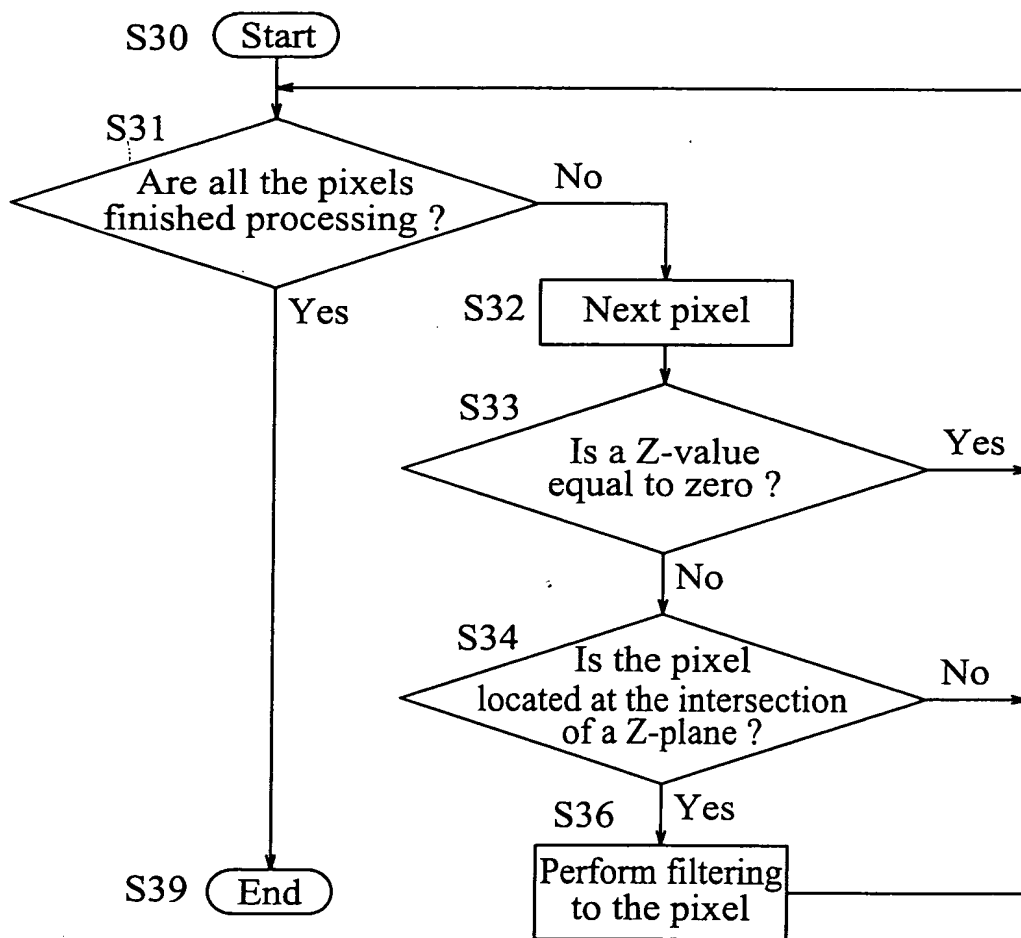 S30
Start
S31
Are all the pixels
finished processing ?
No
Yes
S32
Next pixel
S33
Is a Z-value
equal to zero ?
Yes
No
S34
Is the pixel
located at the intersection
of a Z-plane ?
No
Yes
S36
Perform filtering
to the pixel
S39
End